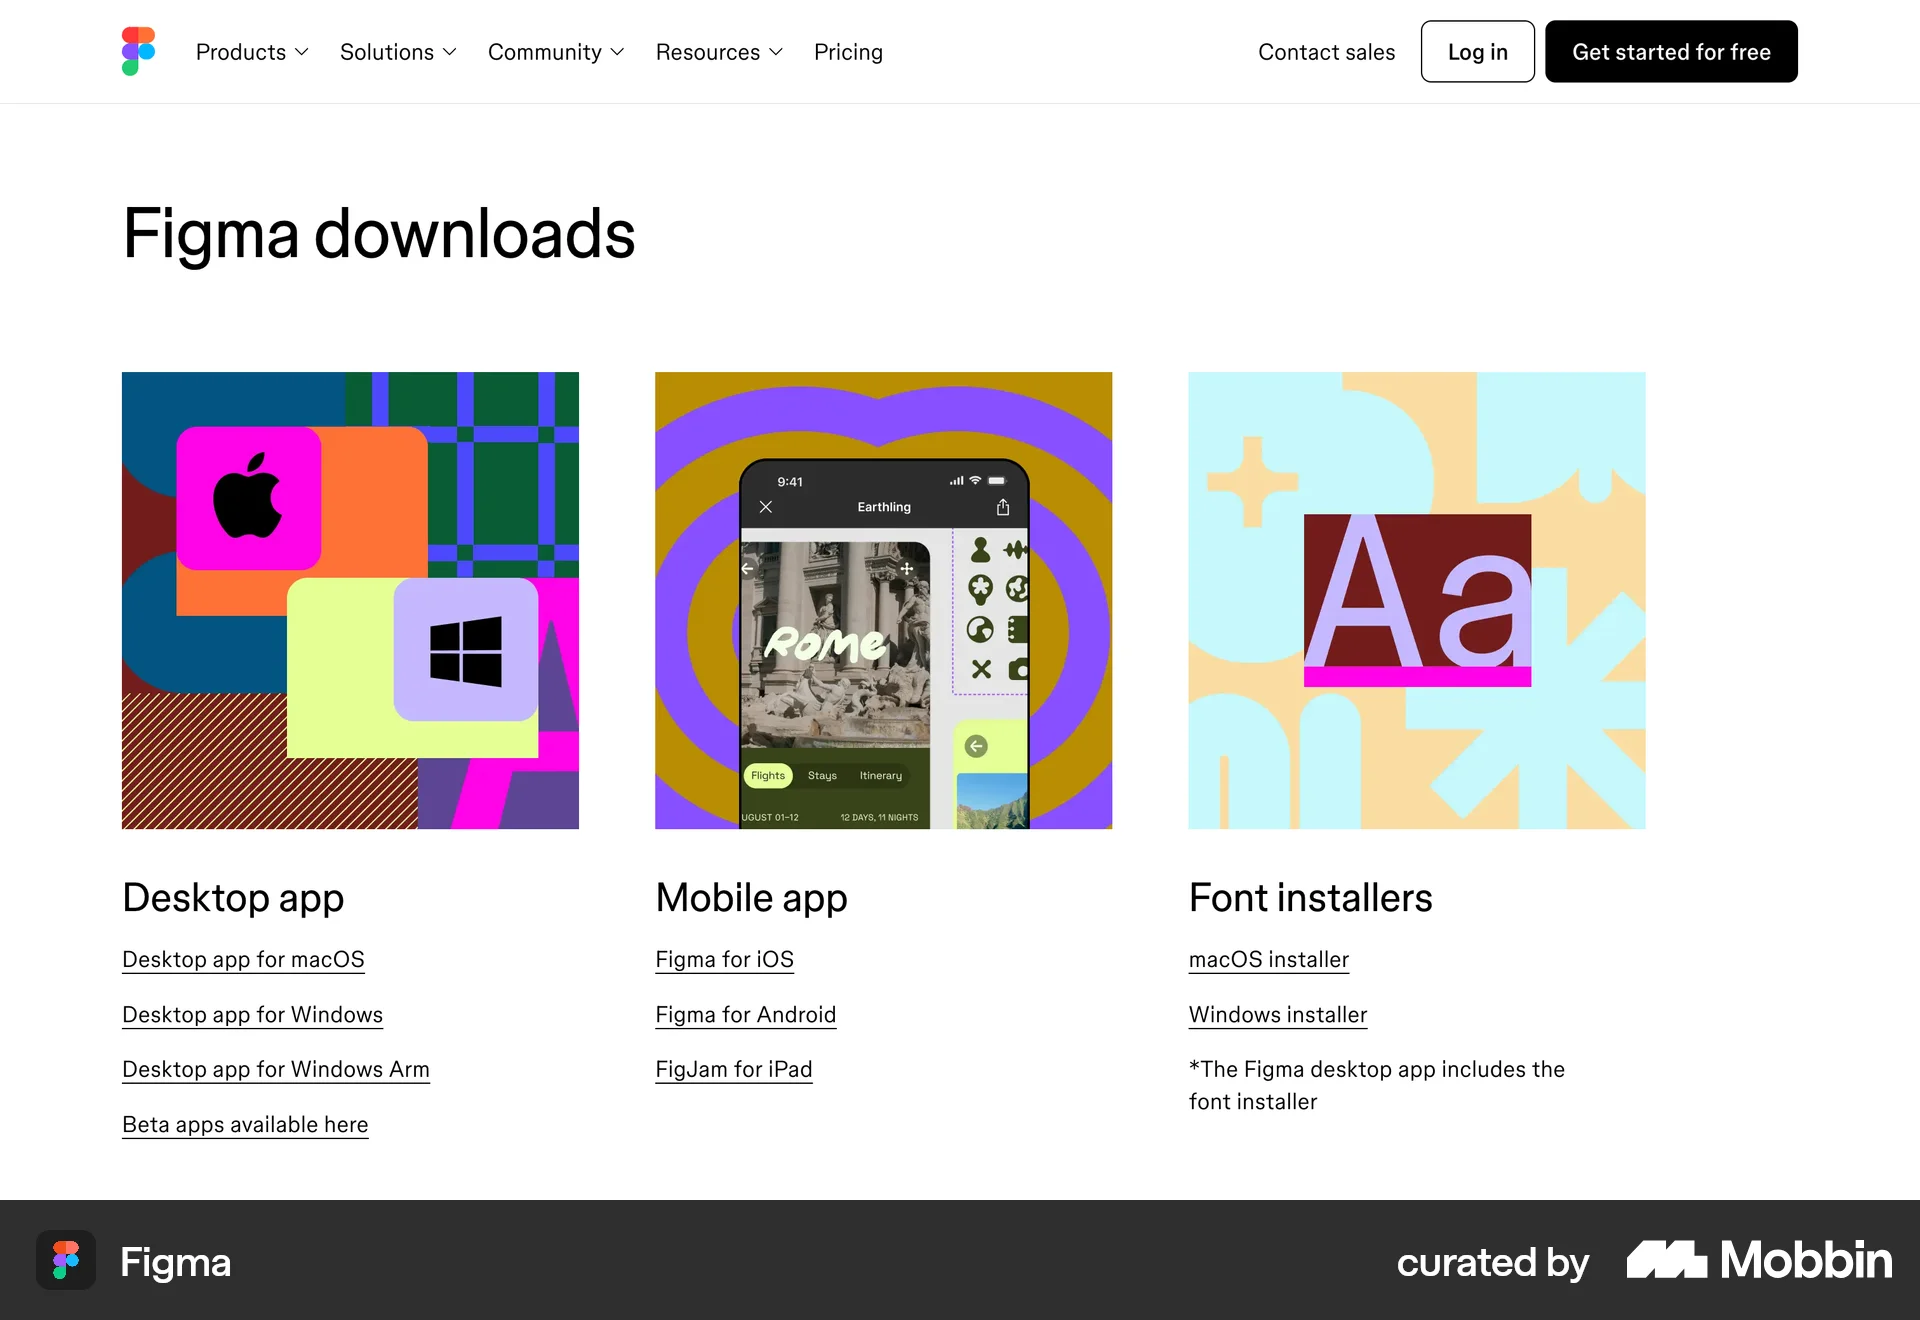 Products
Solutions
Community
Resources
Pricing
Contact sales
Log in
Get started for free
Figma downloads
9:41
Earthling
ROME
Flights
Stays
Itinerary
UGUST 01–12
12 DAYS, 11 NIGHTS
Aa
Desktop app
Desktop app for macOS
Desktop app for Windows
Desktop app for Windows Arm
Beta apps available here
Mobile app
Figma for iOS
Figma for Android
FigJam for iPad
Font installers
macOS installer
Windows installer
*The Figma desktop app includes the
font installer
Figma
curated by
Mobbin